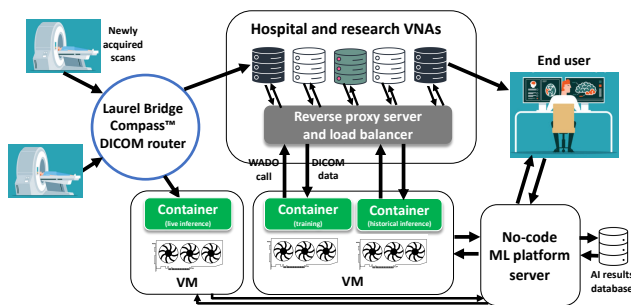 Newly
acquired
scans
Hospital and research VNAs
End user
Laurel Bridge
Compass™
DICOM router
Reverse proxy server
and load balancer
WADO
call
DICOM
data
Container
(live inference)
Container
(training)
Container
(historical inference)
VM
VM
No-code
ML platform
server
AI results
database